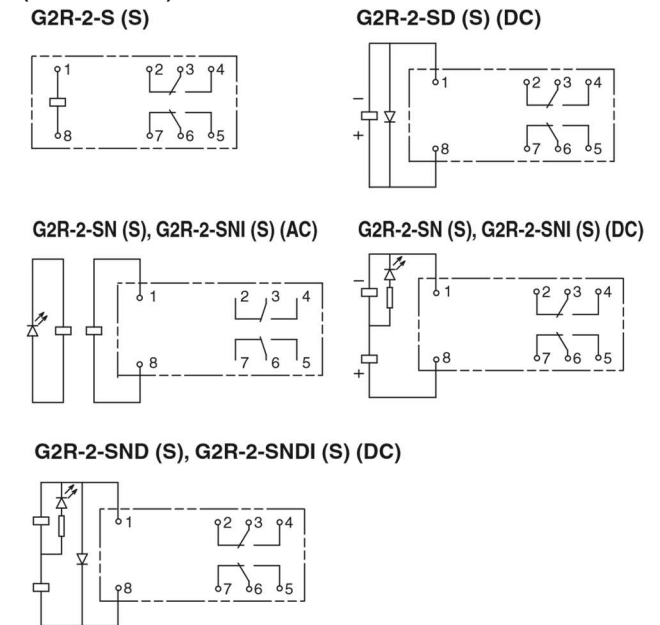 G2R-2-S (S)
G2R-2-SD (S) (DC)
1 2 3 4
8 7 6 5
− 1 2 3 4
+ 8 7 6 5
G2R-2-SN (S), G2R-2-SNI (S) (AC)
G2R-2-SN (S), G2R-2-SNI (S) (DC)
1 2 3 4
8 7 6 5
− 1 2 3 4
+ 8 7 6 5
G2R-2-SND (S), G2R-2-SNDI (S) (DC)
1 2 3 4
8 7 6 5